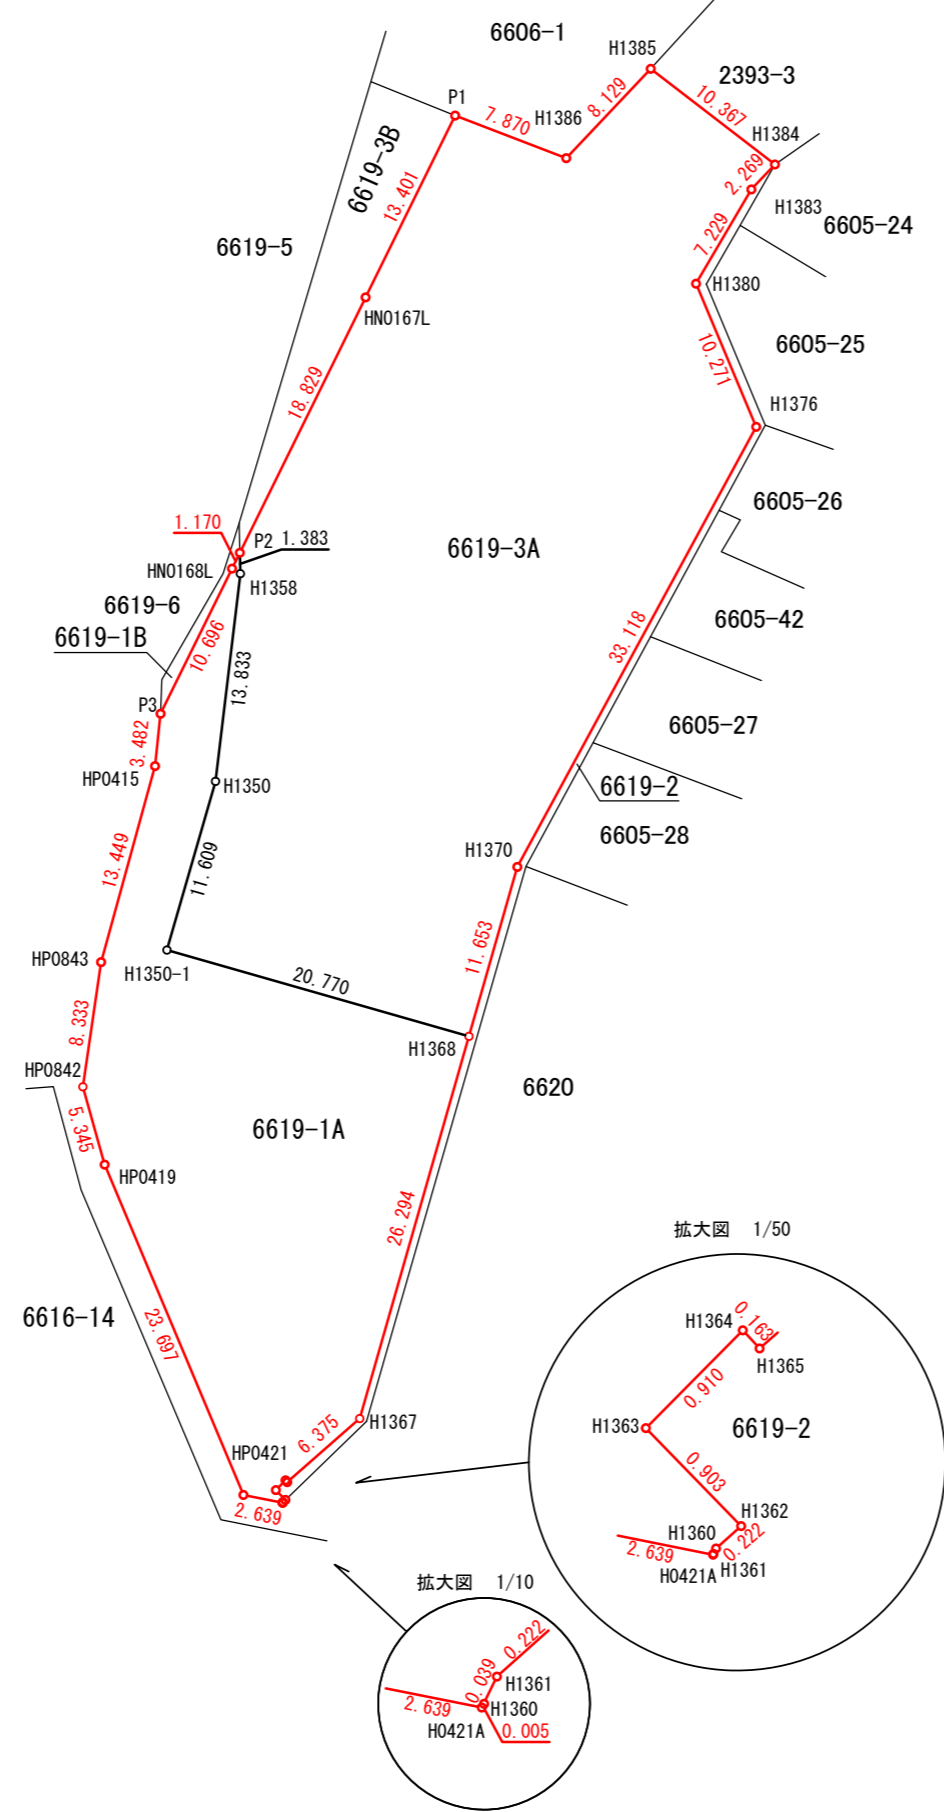 6606-1
H1385
2393-3
P1
7.870
H1386
8.129
10.367
H1384
6619-3B
13.401
2.269
H1383
6605-24
6619-5
7.229
H1380
HN0167L
10.271
6605-25
18.829
H1376
6605-26
1.170
P2
1.383
6619-3A
HN0168L
H1358
6619-6
6619-1B
10.696
13.833
33.118
6605-42
P3
3.482
HP0415
H1350
6605-27
6619-2
6605-28
H1370
13.449
11.609
HP0843
H1350-1
20.770
11.653
8.333
H1368
HP0842
6620
5.345
6619-1A
HP0419
26.294
拡大図 1/50
6616-14
23.697
H1364
0.163
H1365
0.910
H1367
H1363
6619-2
HP0421
6.375
0.903
2.639
H1362
H1360
0.222
2.639
H0421A
H1361
拡大図 1/10
0.222
0.039
H1361
2.639
H1360
H0421A
0.005